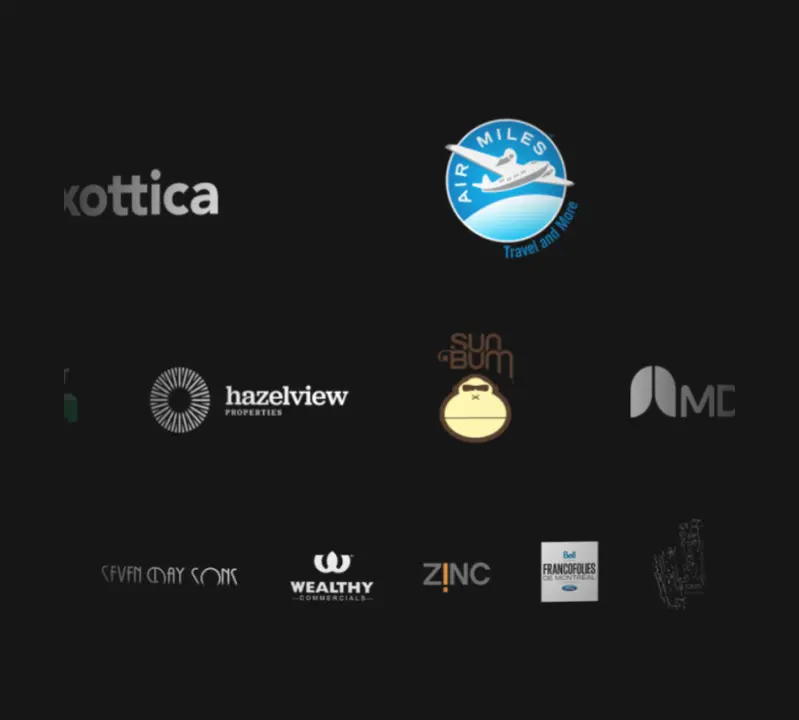 xottica
AIR MILES
Travel and More
hazelview
PROPERTIES
SUN
BUM
MD
SEVEN DAY SONS
WEALTHY
COMMERCIALS
Z!NC
Bell
FRANCOFOLIES
DE MONTRÉAL
Ford